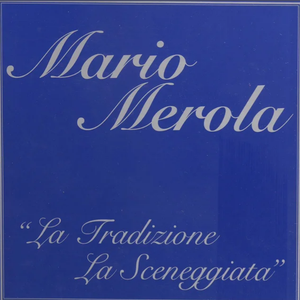 Mario
Merola
"La Tradizione
La Sceneggiata"